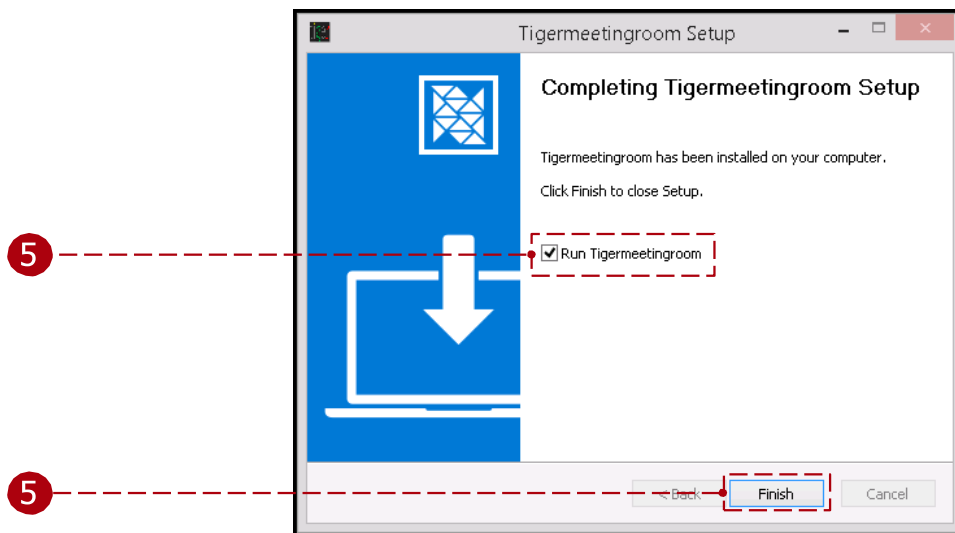 Tigermeetingroom Setup
Completing Tigermeetingroom Setup
Tigermeetingroom has been installed on your computer.
Click Finish to close Setup.
5
Run Tigermeetingroom
5
< Back
Finish
Cancel